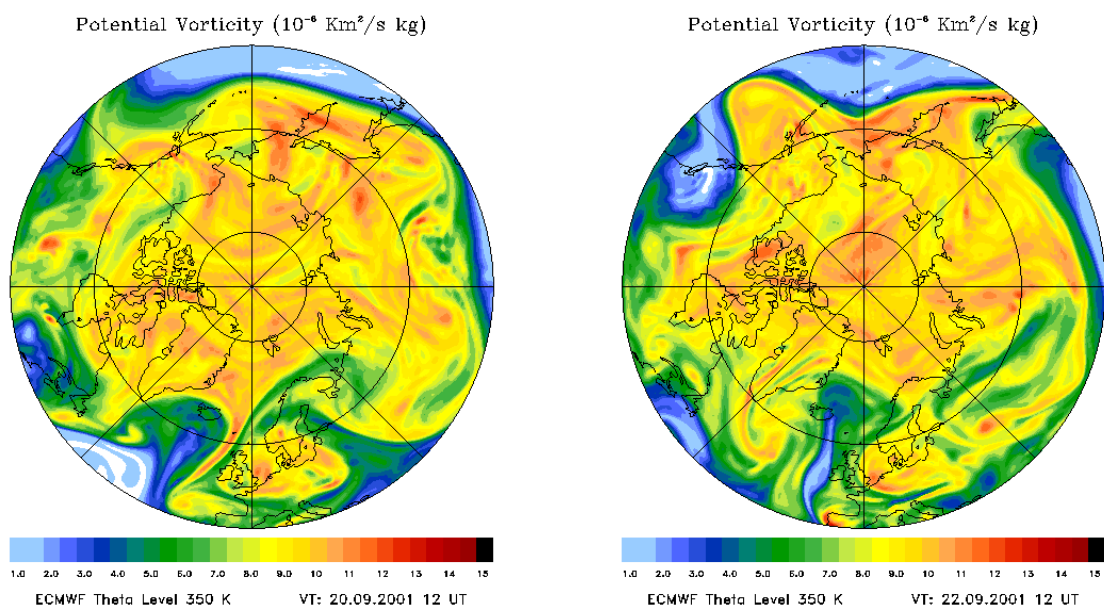 Potential Vorticity (10⁻⁶ Km²/s kg)
1.0 2.0 3.0 4.0 5.0 6.0 7.0 8.0 9.0 10 11 12 13 14 15
ECMWF Theta Level 350 K VT: 20.09.2001 12 UT
Potential Vorticity (10⁻⁶ Km²/s kg)
1.0 2.0 3.0 4.0 5.0 6.0 7.0 8.0 9.0 10 11 12 13 14 15
ECMWF Theta Level 350 K VT: 22.09.2001 12 UT